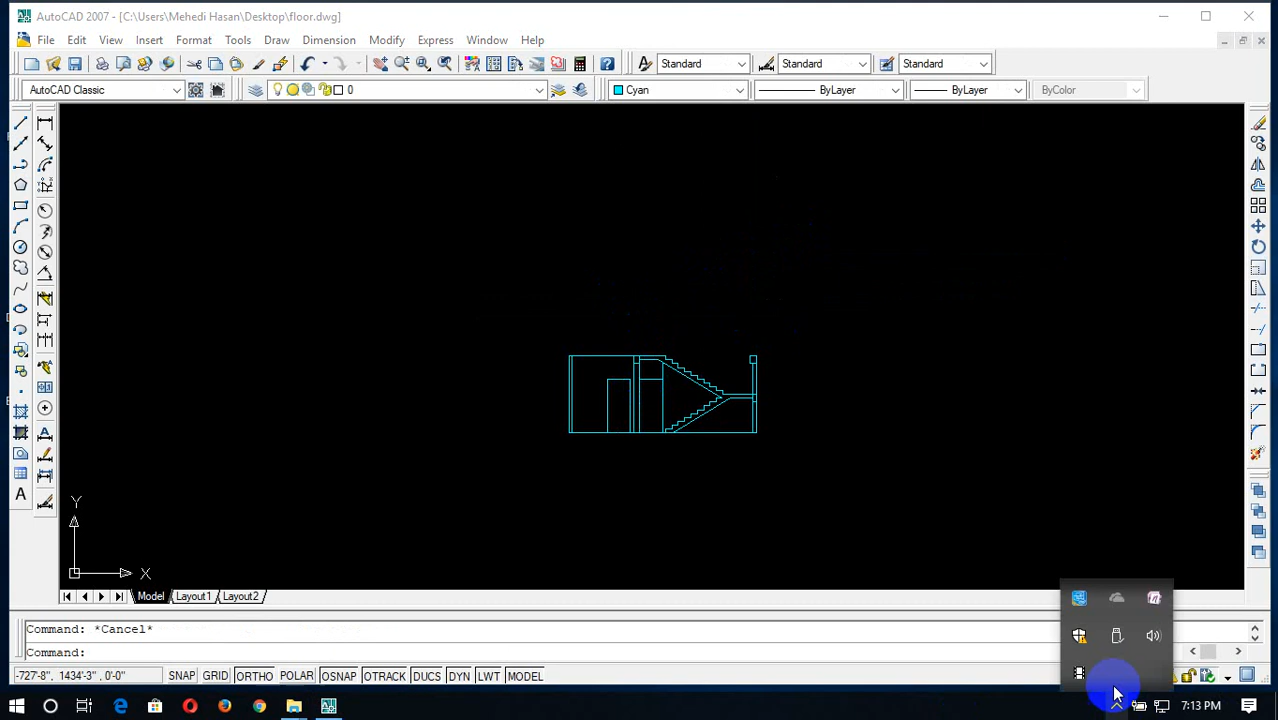 AutoCAD 2007 - [C:\Users\Mehedi Hasan\Desktop\floor.dwg]
File Edit View Insert Format Tools Draw Dimension Modify Express Window Help
Standard Standard Standard
AutoCAD Classic 0 Cyan ByLayer ByLayer ByColor
A
Y
X
Model Layout1 Layout2
Command: *Cancel*
Command:
-727'-8", 1434'-3", 0'-0" SNAP GRID ORTHO POLAR OSNAP OTRACK DUCS DYN LWT MODEL
7:13 PM